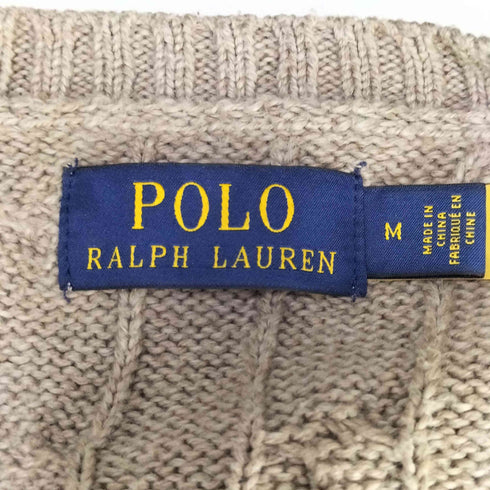 POLO
RALPH LAUREN
M
MADE IN
CHINA
FABRIQUÉ EN
CHINE